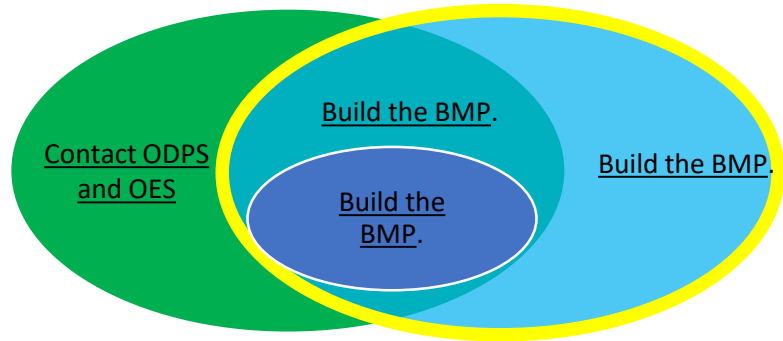 Build the BMP.
Contact ODPS
and OES
Build the BMP.
Build the
BMP.